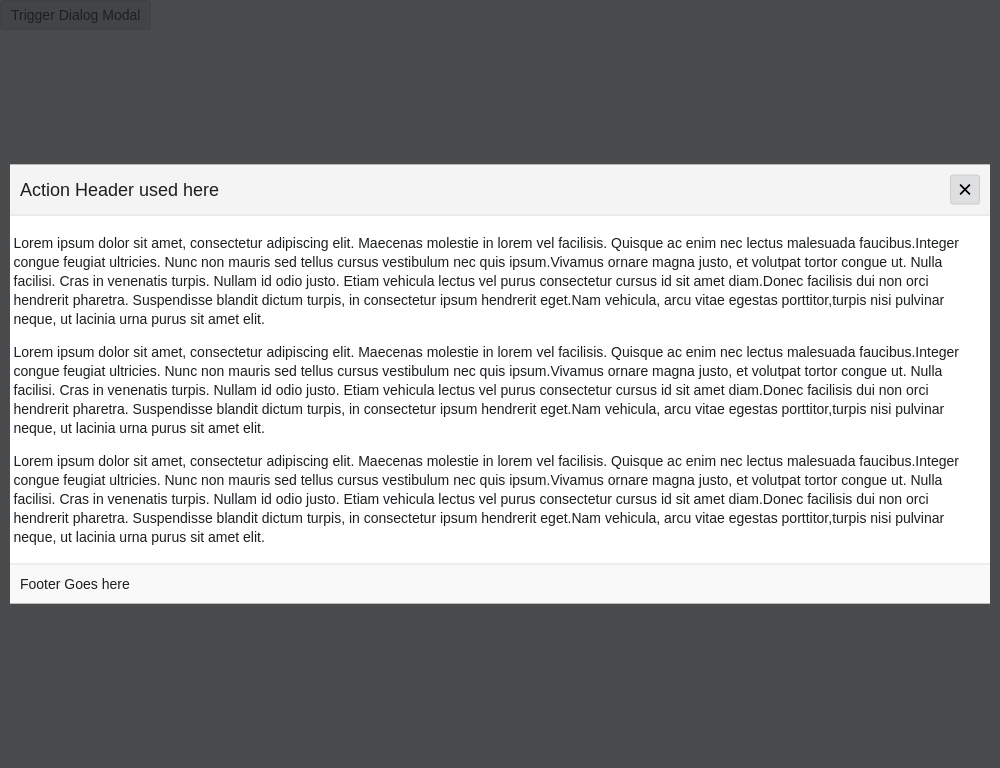 Trigger Dialog Modal
Action Header used here
Lorem ipsum dolor sit amet, consectetur adipiscing elit. Maecenas molestie in lorem vel facilisis. Quisque ac enim nec lectus malesuada faucibus.Integer
congue feugiat ultricies. Nunc non mauris sed tellus cursus vestibulum nec quis ipsum.Vivamus ornare magna justo, et volutpat tortor congue ut. Nulla
facilisi. Cras in venenatis turpis. Nullam id odio justo. Etiam vehicula lectus vel purus consectetur cursus id sit amet diam.Donec facilisis dui non orci
hendrerit pharetra. Suspendisse blandit dictum turpis, in consectetur ipsum hendrerit eget.Nam vehicula, arcu vitae egestas porttitor,turpis nisi pulvinar
neque, ut lacinia urna purus sit amet elit.
Lorem ipsum dolor sit amet, consectetur adipiscing elit. Maecenas molestie in lorem vel facilisis. Quisque ac enim nec lectus malesuada faucibus.Integer
congue feugiat ultricies. Nunc non mauris sed tellus cursus vestibulum nec quis ipsum.Vivamus ornare magna justo, et volutpat tortor congue ut. Nulla
facilisi. Cras in venenatis turpis. Nullam id odio justo. Etiam vehicula lectus vel purus consectetur cursus id sit amet diam.Donec facilisis dui non orci
hendrerit pharetra. Suspendisse blandit dictum turpis, in consectetur ipsum hendrerit eget.Nam vehicula, arcu vitae egestas porttitor,turpis nisi pulvinar
neque, ut lacinia urna purus sit amet elit.
Lorem ipsum dolor sit amet, consectetur adipiscing elit. Maecenas molestie in lorem vel facilisis. Quisque ac enim nec lectus malesuada faucibus.Integer
congue feugiat ultricies. Nunc non mauris sed tellus cursus vestibulum nec quis ipsum.Vivamus ornare magna justo, et volutpat tortor congue ut. Nulla
facilisi. Cras in venenatis turpis. Nullam id odio justo. Etiam vehicula lectus vel purus consectetur cursus id sit amet diam.Donec facilisis dui non orci
hendrerit pharetra. Suspendisse blandit dictum turpis, in consectetur ipsum hendrerit eget.Nam vehicula, arcu vitae egestas porttitor,turpis nisi pulvinar
neque, ut lacinia urna purus sit amet elit.
Footer Goes here